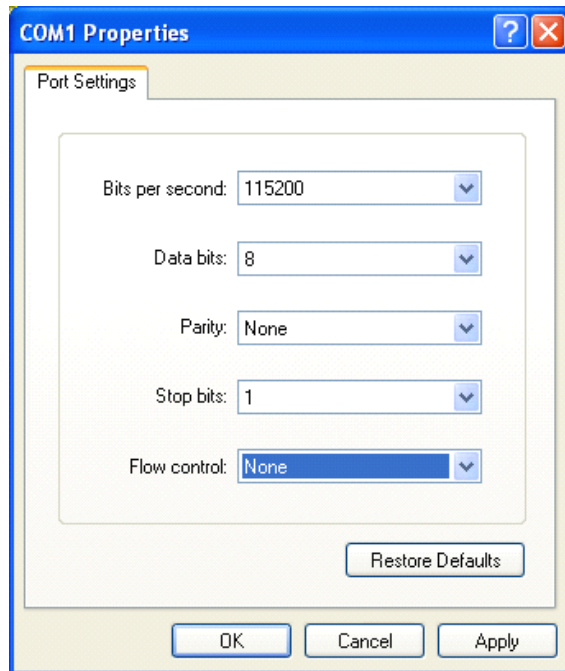 COM1 Properties
Port Settings
Bits per second: 115200
Data bits: 8
Parity: None
Stop bits: 1
Flow control: None
Restore Defaults
OK Cancel Apply